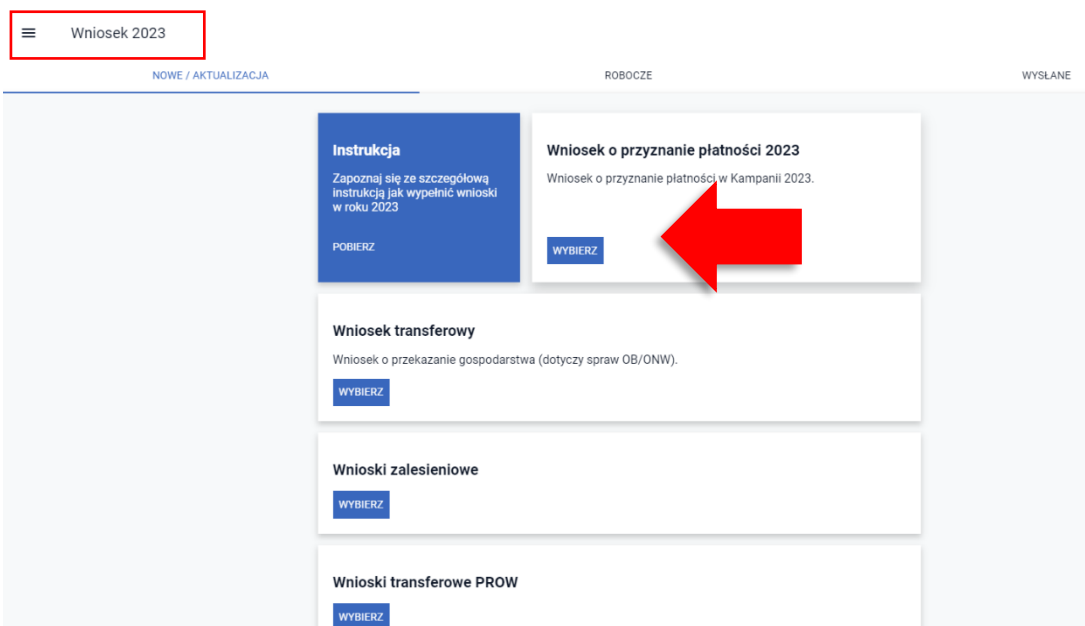 Wniosek 2023
NOWE / AKTUALIZACJA
ROBOCZE
WYSŁANE
Instrukcja
Zapoznaj się ze szczegółową
instrukcją jak wypełnić wnioski
w roku 2023
POBIERZ
Wniosek o przyznanie płatności 2023
Wniosek o przyznanie płatności w Kampanii 2023.
WYBIERZ
Wniosek transferowy
Wniosek o przekazanie gospodarstwa (dotyczy spraw OB/ONW).
WYBIERZ
Wnioski zalesieniowe
WYBIERZ
Wnioski transferowe PROW
WYBIERZ